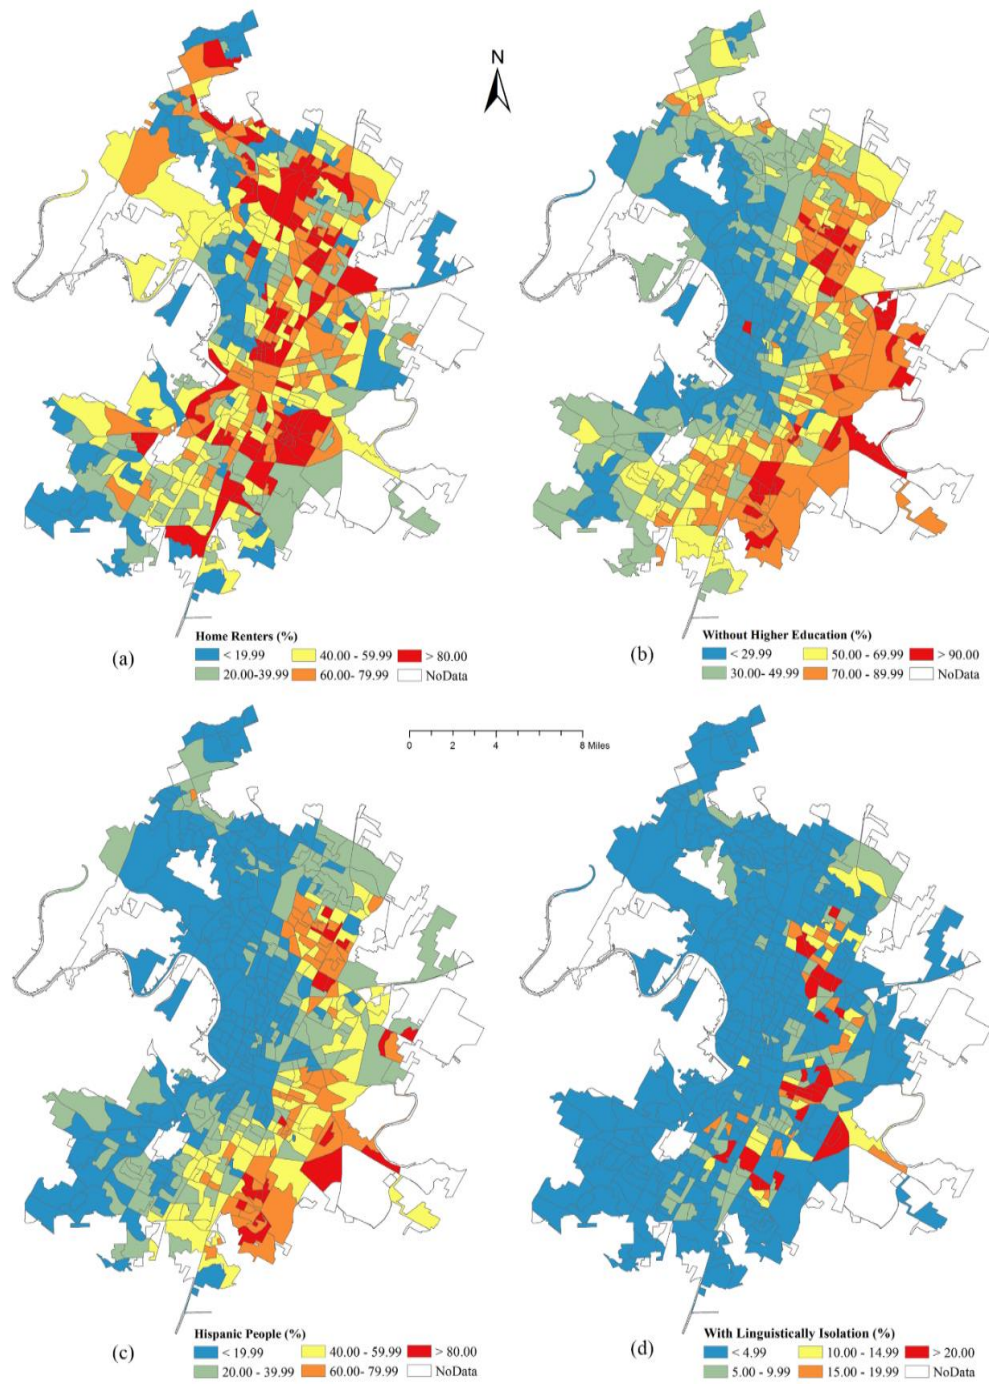 N
Home Renters (%)
< 19.99 40.00 - 59.99 > 80.00
20.00-39.99 60.00 - 79.99 NoData
(a)
Without Higher Education (%)
< 29.99 50.00 - 69.99 > 90.00
30.00- 49.99 70.00 - 89.99 NoData
(b)
0 2 4 8 Miles
Hispanic People (%)
< 19.99 40.00 - 59.99 > 80.00
20.00 - 39.99 60.00 - 79.99 NoData
(c)
With Linguistically Isolation (%)
< 4.99 10.00 - 14.99 > 20.00
5.00 - 9.99 15.00 - 19.99 NoData
(d)